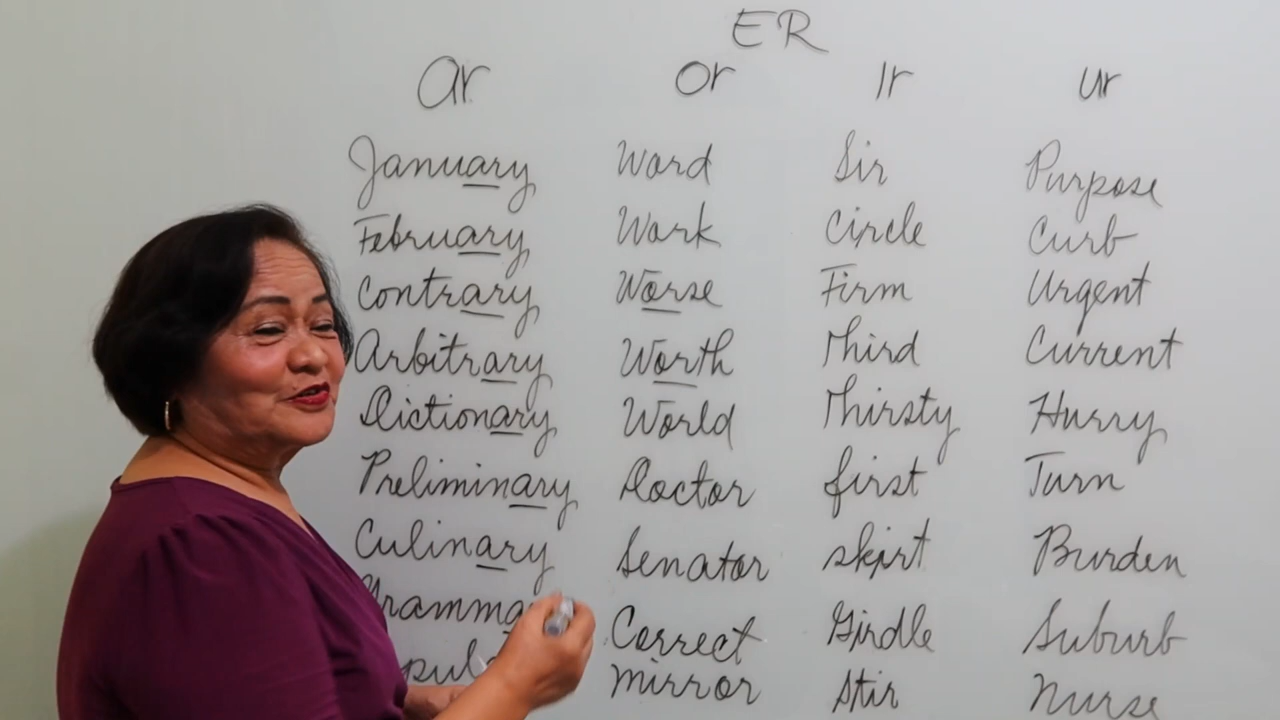 ER
Ar Or Ir Ur
January Word Sir Purpose
February Work Circle Curb
Contrary Worse Firm Urgent
Arbitrary Worth Third Current
Dictionary World Thirsty Hurry
Preliminary Doctor first Turn
Culinary Senator skirt Burden
Correct Girdle Suburb
mirror Stir Nurse